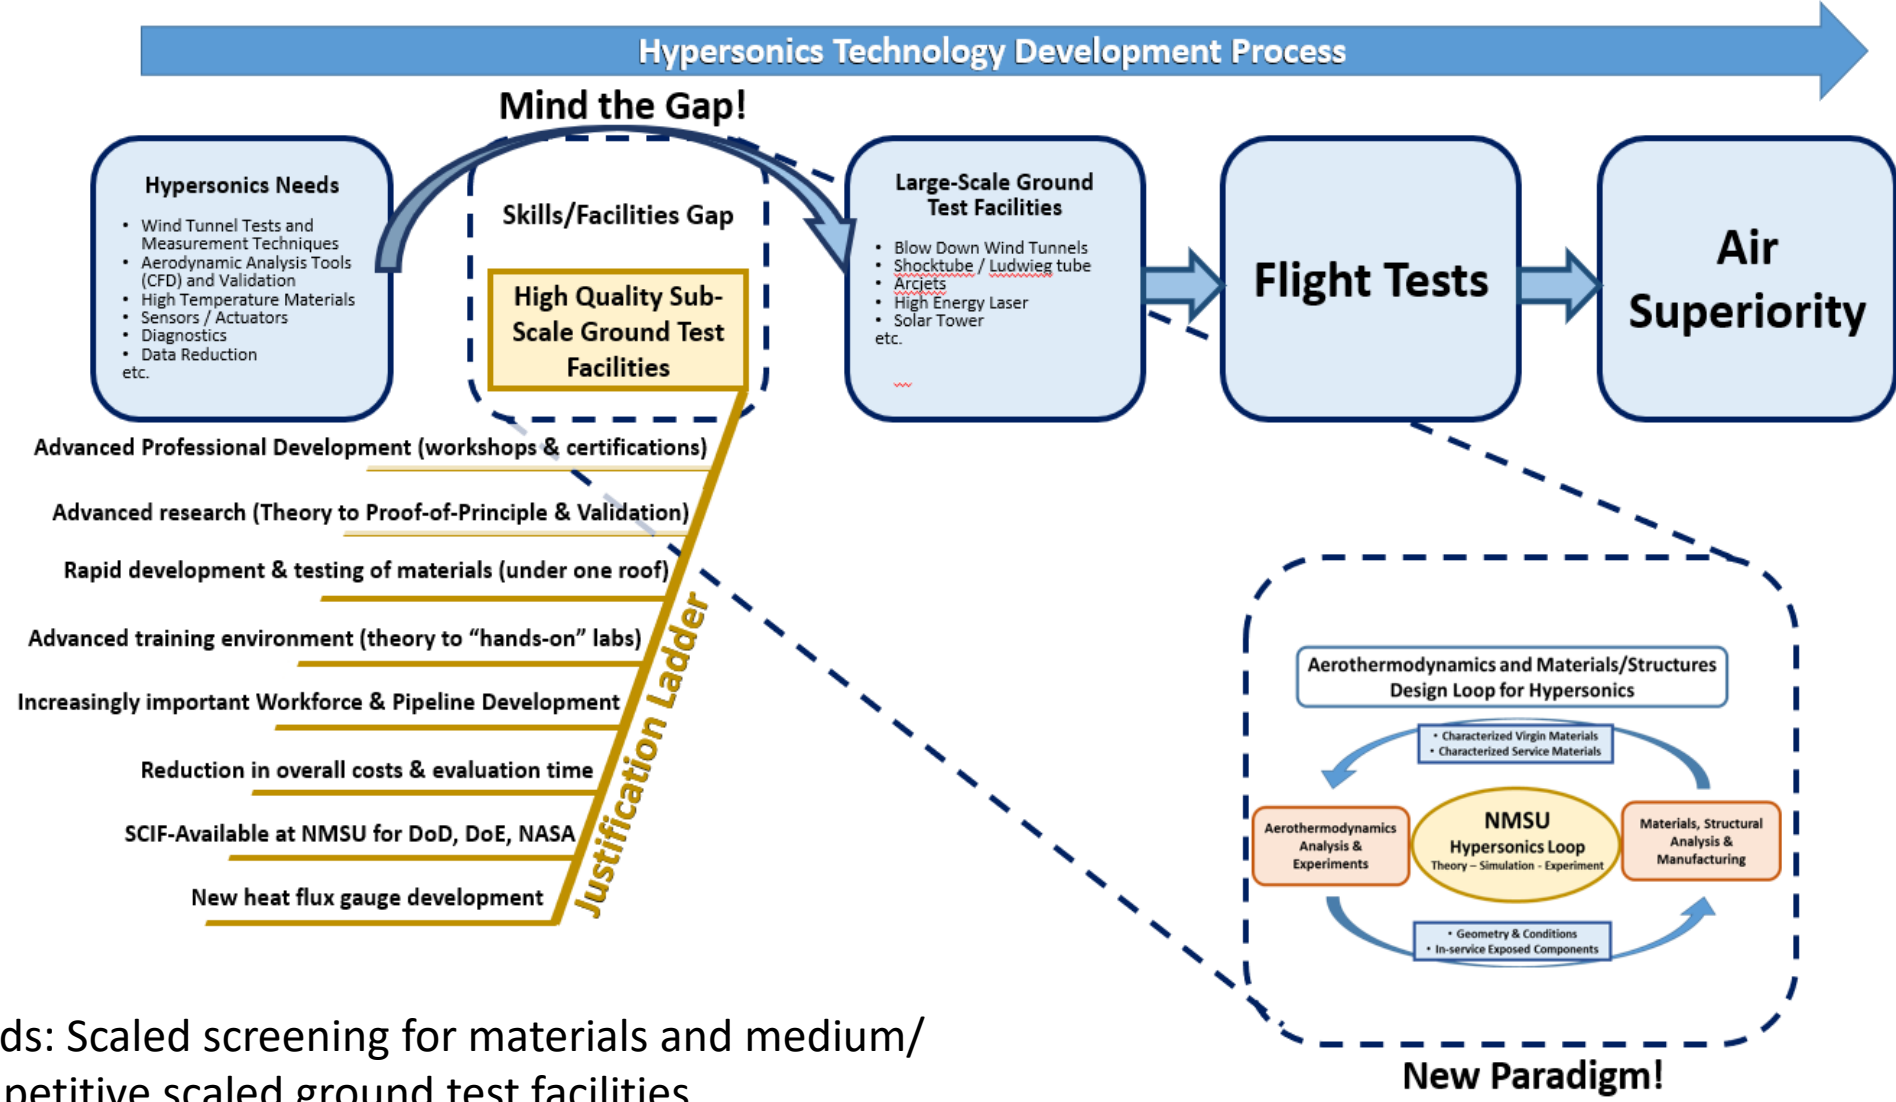 Hypersonics Technology Development Process
Mind the Gap!
Hypersonics Needs
• Wind Tunnel Tests and
Measurement Techniques
• Aerodynamic Analysis Tools
(CFD) and Validation
• High Temperature Materials
• Sensors / Actuators
• Diagnostics
• Data Reduction
etc.
Skills/Facilities Gap
High Quality Sub-
Scale Ground Test
Facilities
Large-Scale Ground
Test Facilities
• Blow Down Wind Tunnels
• Shocktube / Ludwieg tube
• Arcjets
• High Energy Laser
• Solar Tower
etc.
Flight Tests
Air
Superiority
Advanced Professional Development (workshops & certifications)
Advanced research (Theory to Proof-of-Principle & Validation)
Rapid development & testing of materials (under one roof)
Advanced training environment (theory to “hands-on” labs)
Increasingly important Workforce & Pipeline Development
Reduction in overall costs & evaluation time
SCIF-Available at NMSU for DoD, DoE, NASA
New heat flux gauge development
Justification Ladder
Aerothermodynamics and Materials/Structures
Design Loop for Hypersonics
• Characterized Virgin Materials
• Characterized Service Materials
Aerothermodynamics
Analysis &
Experiments
NMSU
Hypersonics Loop
Theory – Simulation - Experiment
Materials, Structural
Analysis &
Manufacturing
• Geometry & Conditions
• In-service Exposed Components
New Paradigm!
ds: Scaled screening for materials and medium/
petitive scaled ground test facilities